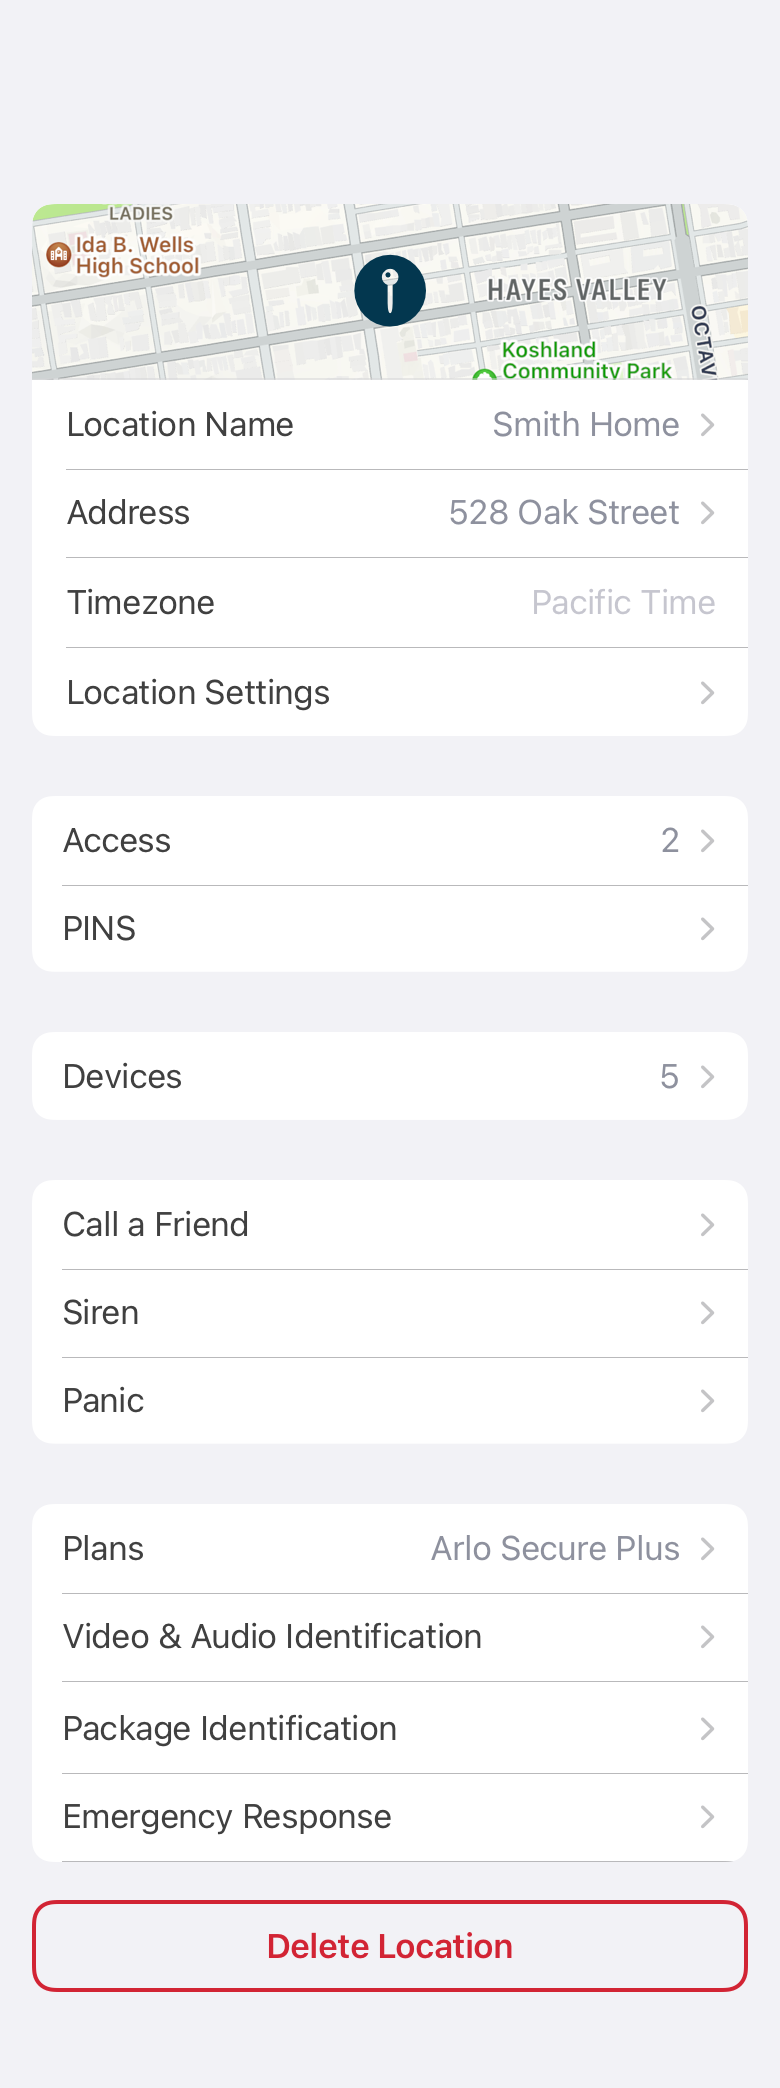 LADIES
Ida B. Wells
High School
HAYES VALLEY
OCTAV
Koshland
Community Park
Location Name Smith Home
Address 528 Oak Street
Timezone Pacific Time
Location Settings
Access 2
PINS
Devices 5
Call a Friend
Siren
Panic
Plans Arlo Secure Plus
Video & Audio Identification
Package Identification
Emergency Response
Delete Location